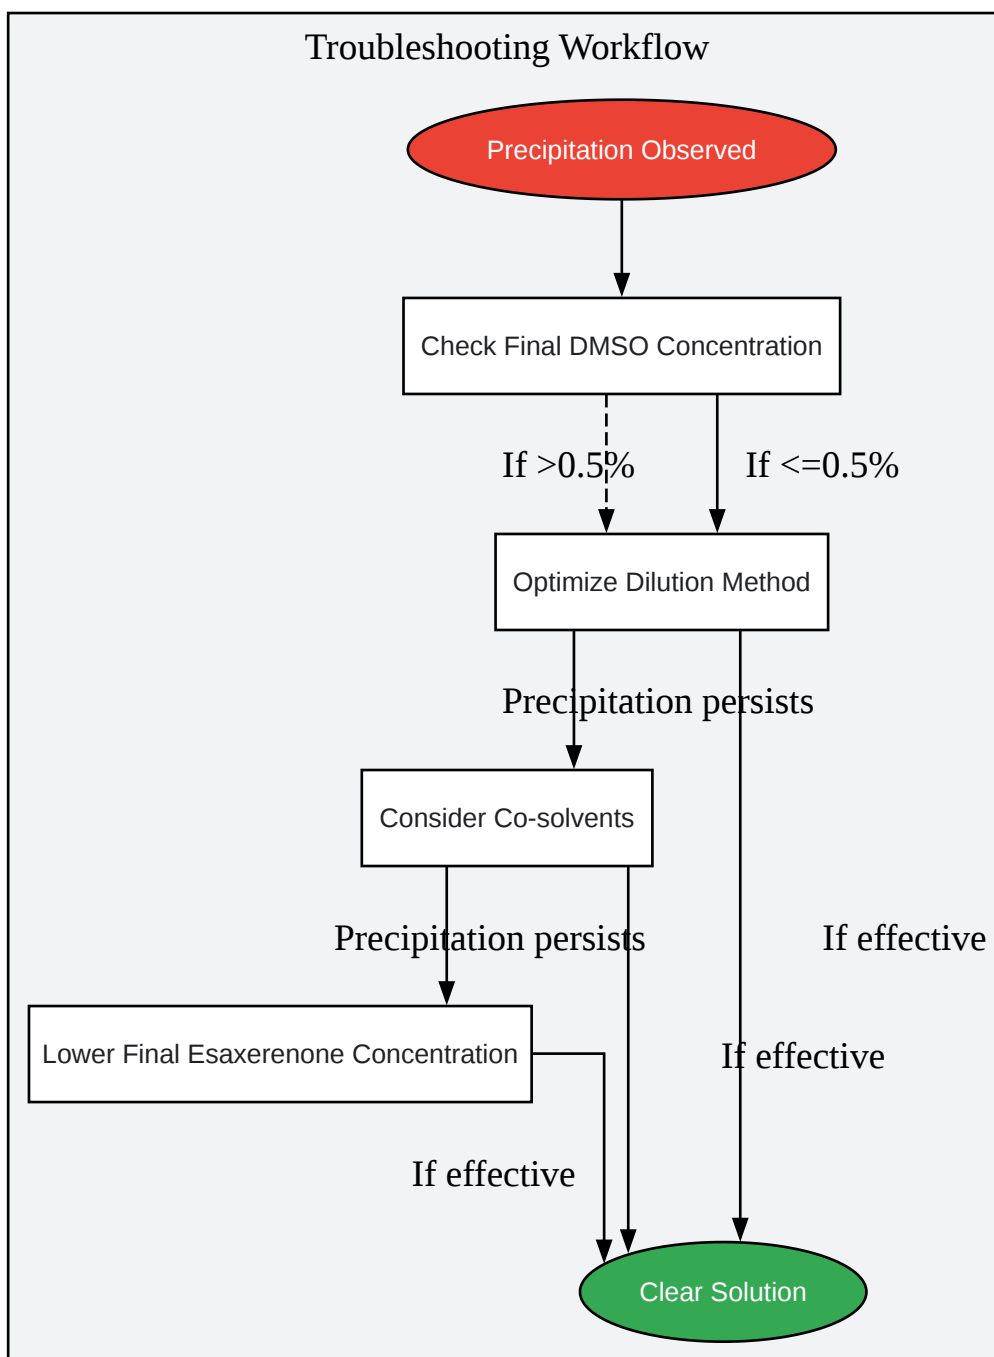 Troubleshooting Workflow
Precipitation Observed
Check Final DMSO Concentration
If >0.5%
If <=0.5%
Optimize Dilution Method
Precipitation persists
Consider Co-solvents
Precipitation persists
If effective
Lower Final Esaxerenone Concentration
If effective
If effective
Clear Solution